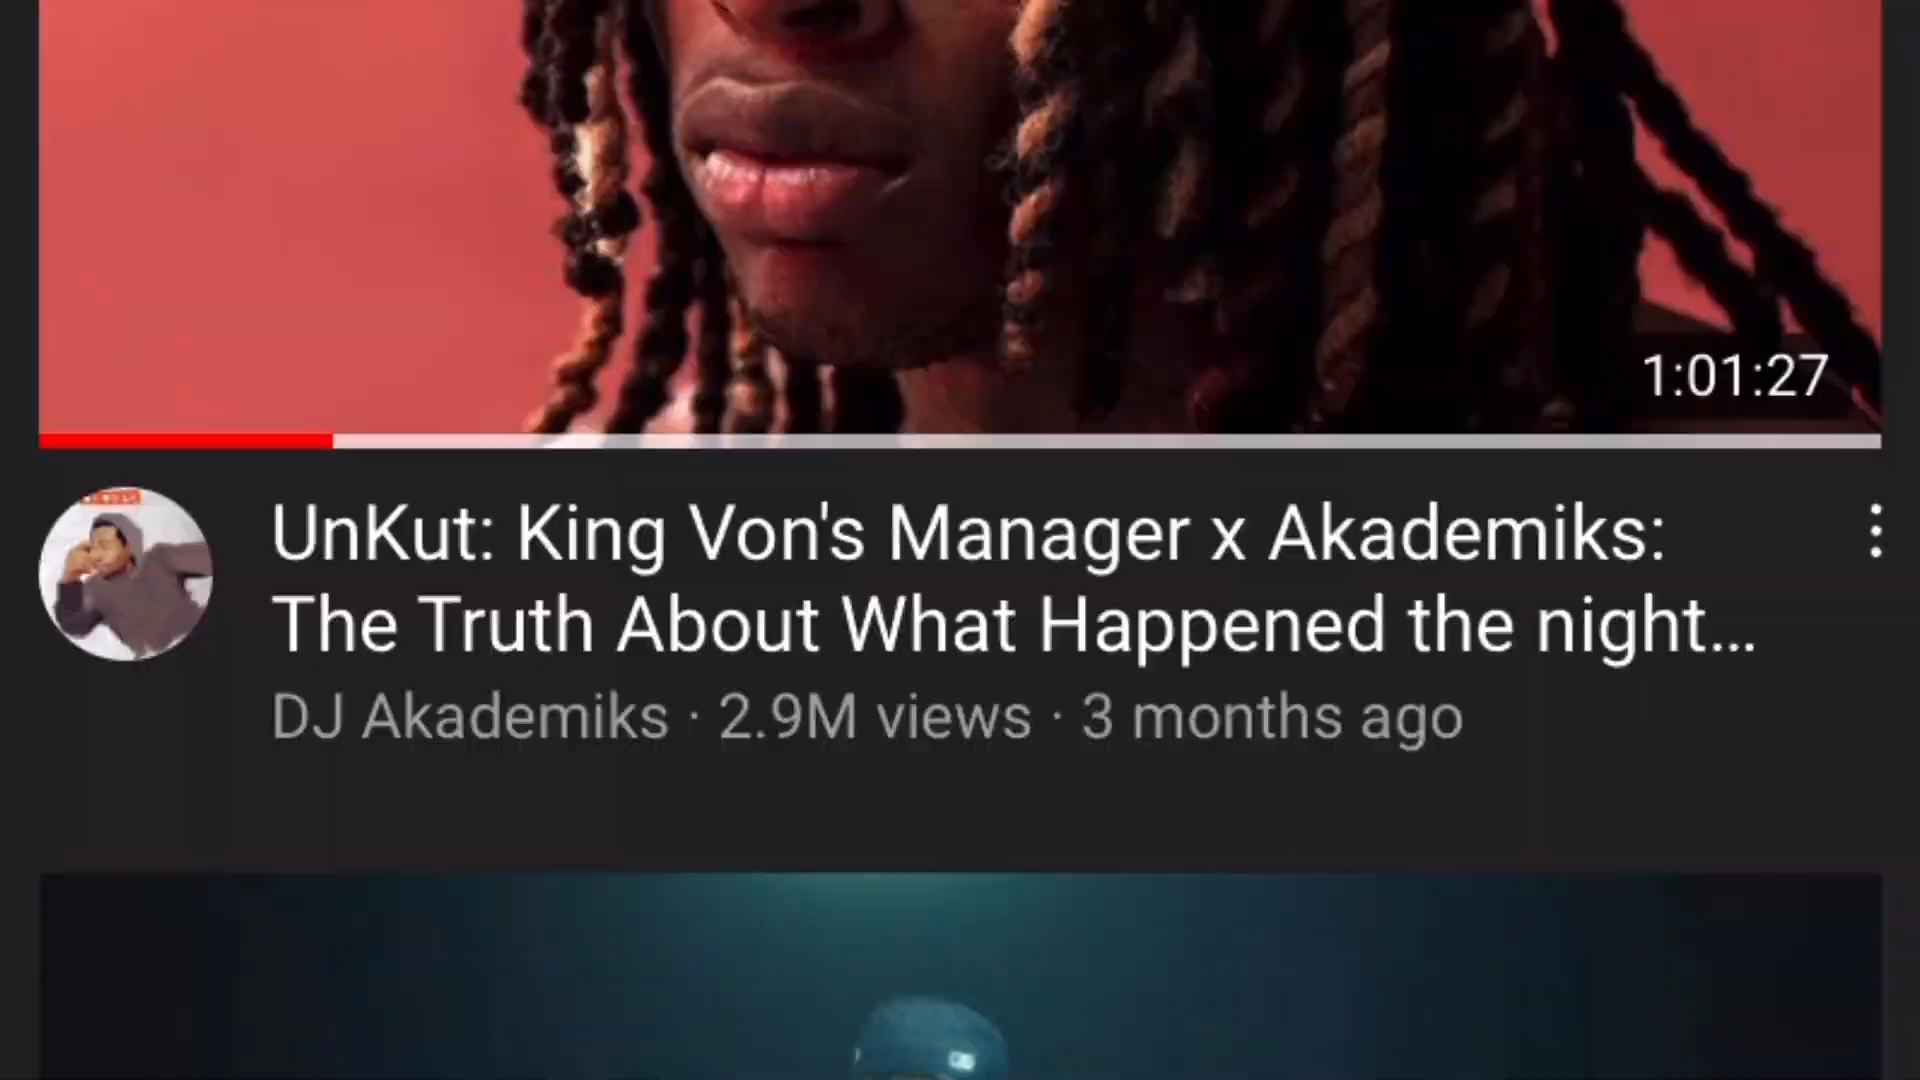 1:01:27
UnKut: King Von's Manager x Akademiks:
The Truth About What Happened the night...
DJ Akademiks · 2.9M views · 3 months ago